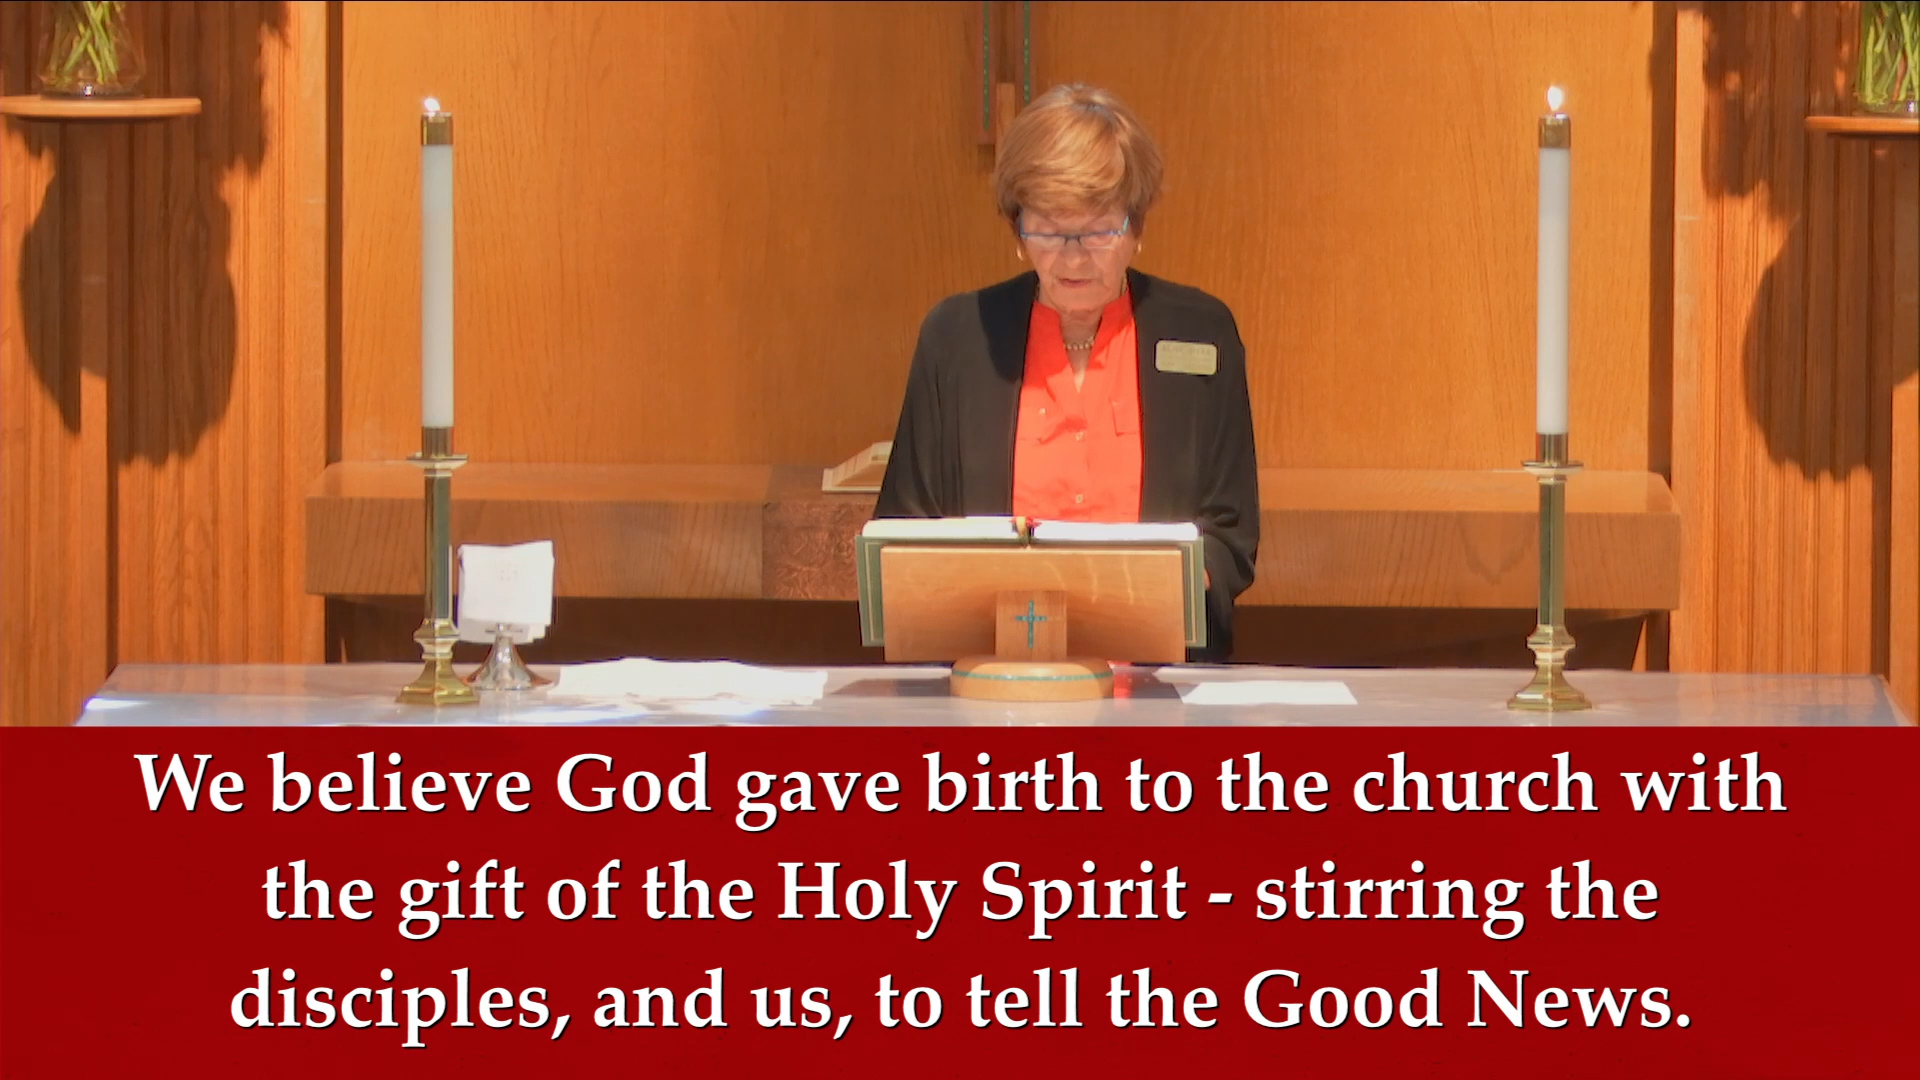 We believe God gave birth to the church with
the gift of the Holy Spirit - stirring the
disciples, and us, to tell the Good News.